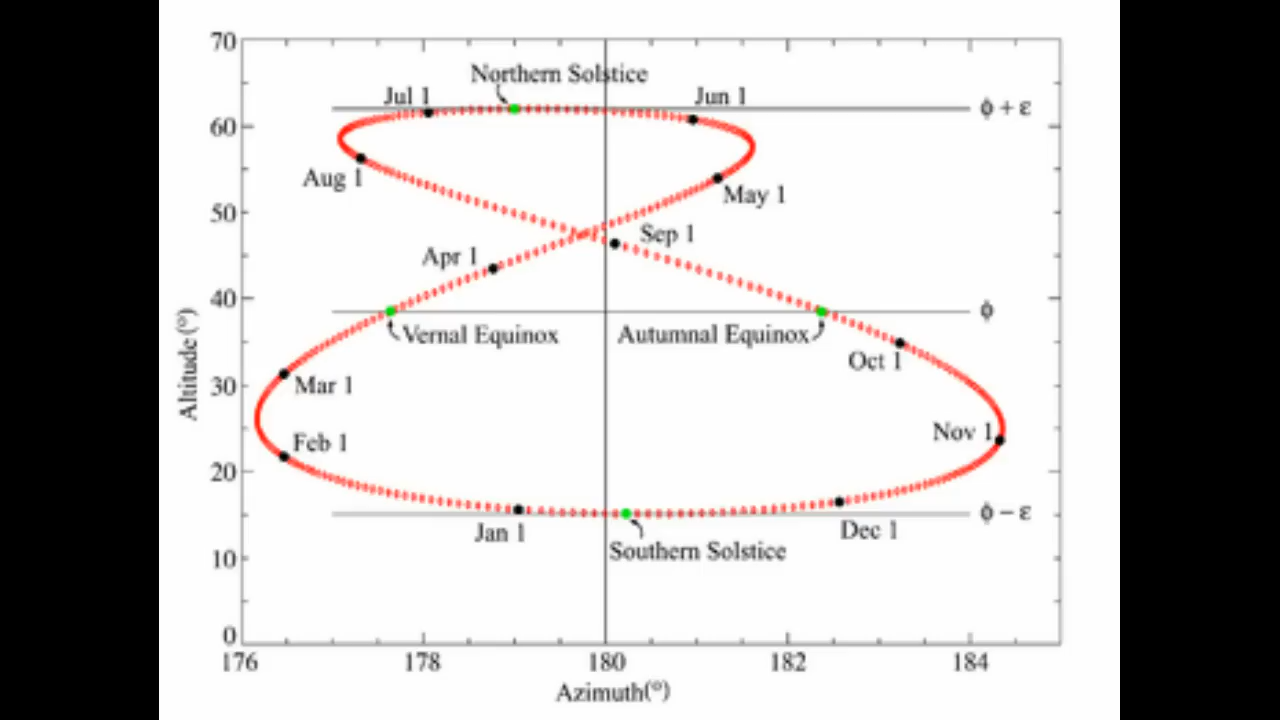 70
Northern Solstice
Jul 1
Jun 1
ϕ + ε
60
Aug 1
May 1
50
Sep 1
Apr 1
40
ϕ
Vernal Equinox
Autumnal Equinox
Oct 1
30
Mar 1
Altitude(°)
Nov 1
Feb 1
20
ϕ − ε
Jan 1
Dec 1
10
Southern Solstice
0
176
178
180
182
184
Azimuth(°)